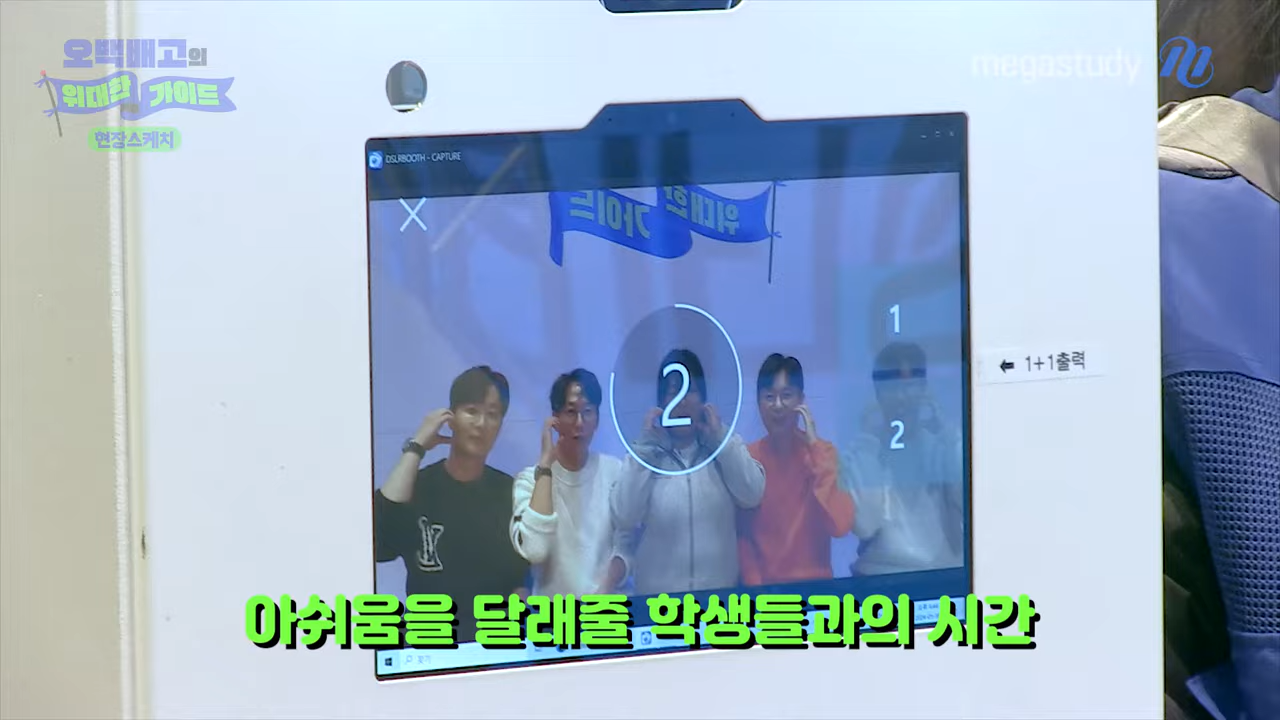 오백배고의
위대한 가이드
현장스케치
megastudy
DSLRBOOTH - CAPTURE
위대한
가이드
2
1
2
← 1+1출력
아쉬움을 달래줄 학생들과의 시간
찾기